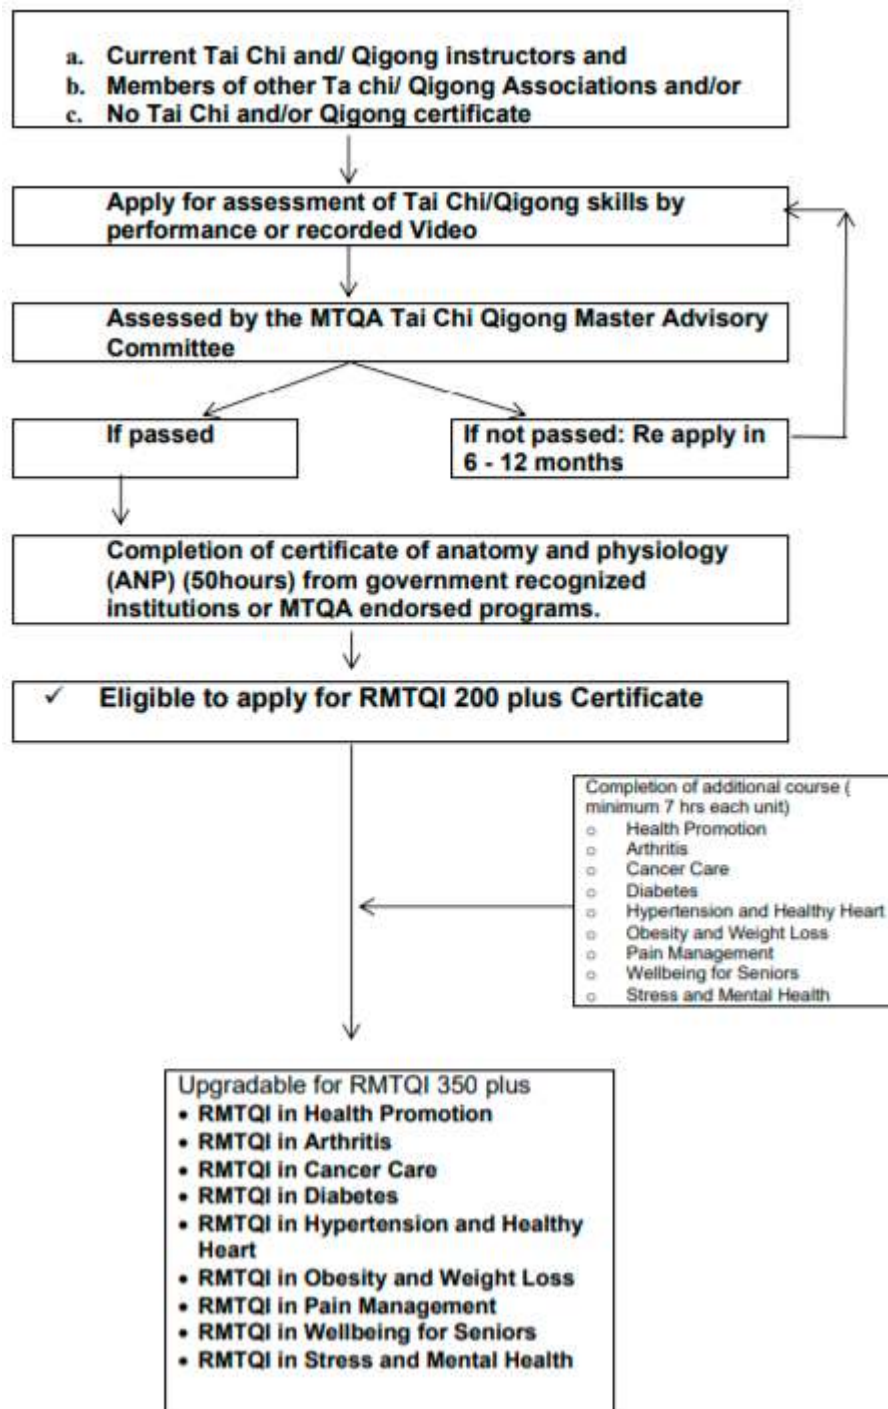 a. Current Tai Chi and/ Qigong instructors and
b. Members of other Ta chi/ Qigong Associations and/or
c. No Tai Chi and/or Qigong certificate
Apply for assessment of Tai Chi/Qigong skills by
performance or recorded Video
Assessed by the MTQA Tai Chi Qigong Master Advisory
Committee
If passed
If not passed: Re apply in
6 - 12 months
Completion of certificate of anatomy and physiology
(ANP) (50hours) from government recognized
institutions or MTQA endorsed programs.
✓ Eligible to apply for RMTQI 200 plus Certificate
Completion of additional course (
minimum 7 hrs each unit)
o Health Promotion
o Arthritis
o Cancer Care
o Diabetes
o Hypertension and Healthy Heart
o Obesity and Weight Loss
o Pain Management
o Wellbeing for Seniors
o Stress and Mental Health
Upgradable for RMTQI 350 plus
• RMTQI in Health Promotion
• RMTQI in Arthritis
• RMTQI in Cancer Care
• RMTQI in Diabetes
• RMTQI in Hypertension and Healthy
Heart
• RMTQI in Obesity and Weight Loss
• RMTQI in Pain Management
• RMTQI in Wellbeing for Seniors
• RMTQI in Stress and Mental Health